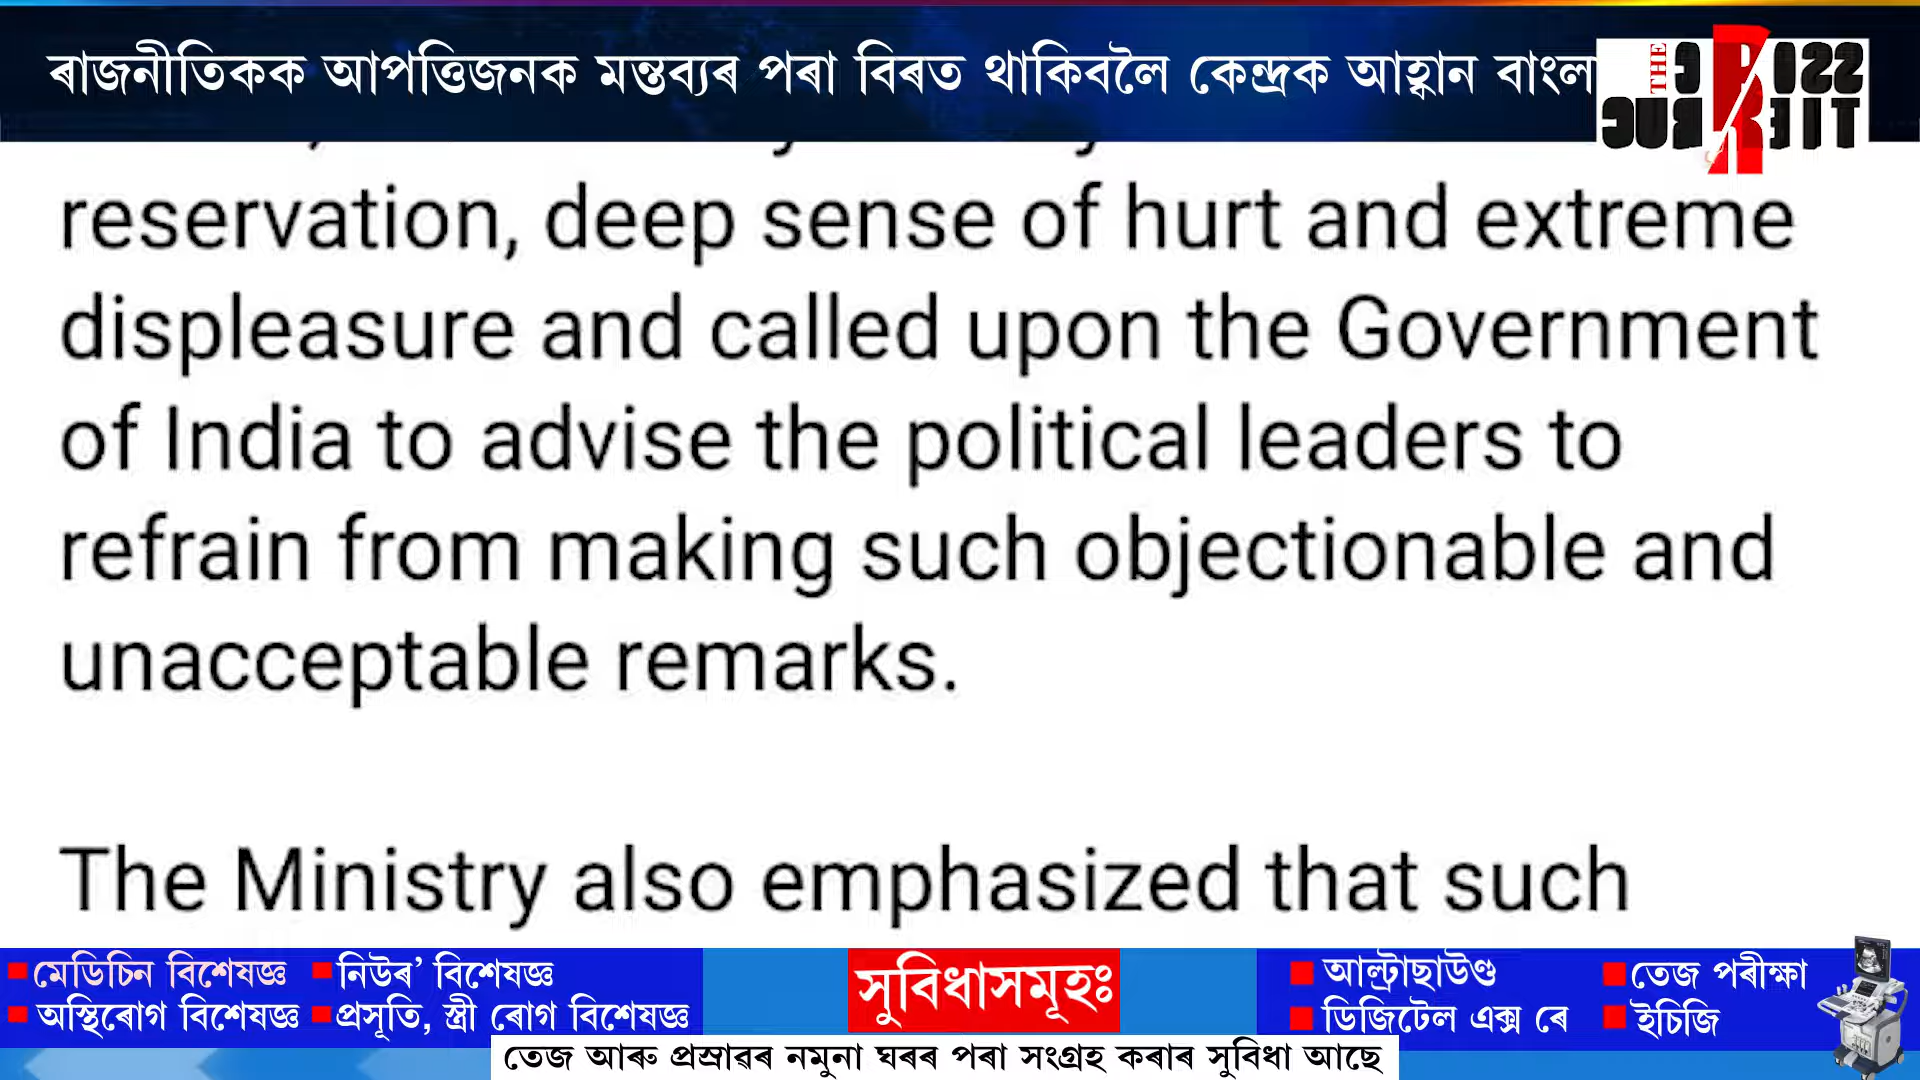 ৰাজনীতিকক আপত্তিজনক মন্তব্যৰ পৰা বিৰত থাকিবলৈ কেন্দ্ৰক আহ্বান বাংলা
THE
reservation, deep sense of hurt and extreme
displeasure and called upon the Government
of India to advise the political leaders to
refrain from making such objectionable and
unacceptable remarks.
The Ministry also emphasized that such
মেডিচিন বিশেষজ্ঞ
নিউৰ’ বিশেষজ্ঞ
অস্থিৰোগ বিশেষজ্ঞ
প্ৰসূতি, স্ত্ৰী ৰোগ বিশেষজ্ঞ
সুবিধাসমূহঃ
আল্ট্ৰাছাউণ্ড
তেজ পৰীক্ষা
ডিজিটেল এক্স ৰে
ইচিজি
তেজ আৰু প্ৰস্ৰাৱৰ নমুনা ঘৰৰ পৰা সংগ্ৰহ কৰাৰ সুবিধা আছে